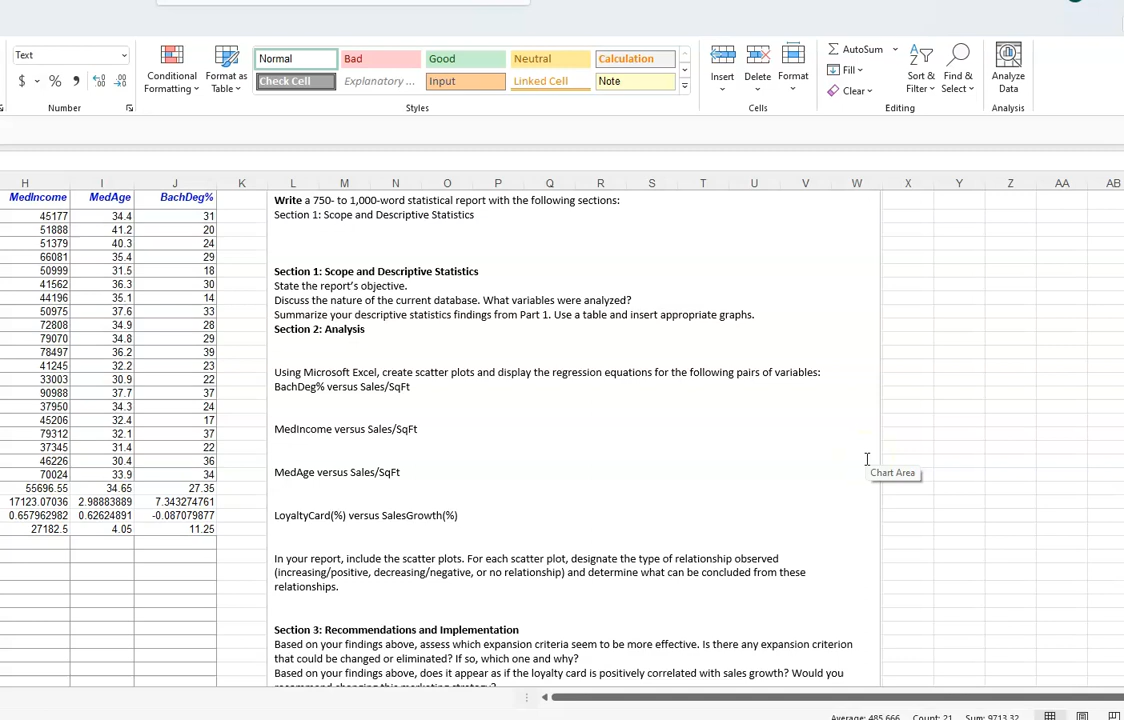 Text
Conditional
Formatting
Format as
Table
Normal
Bad
Good
Neutral
Calculation
Check Cell
Explanatory ...
Input
Linked Cell
Note
Insert
Delete
Format
AutoSum
Fill
Clear
Sort &
Filter
Find &
Select
Analyze
Data
Number
Styles
Cells
Editing
Analysis
H I J K L M N O P Q R S T U V W X Y Z AA AB
MedIncome MedAge BachDeg%
45177 34.4 31
51888 41.2 20
51379 40.3 24
66081 35.4 29
50999 31.5 18
41562 36.3 30
44196 35.1 14
50975 37.6 33
72808 34.9 28
79070 34.8 29
78497 36.2 39
41245 32.2 23
33003 30.9 22
90988 37.7 37
37950 34.3 24
45206 32.4 17
79312 32.1 37
37345 31.4 22
46226 30.4 36
70024 33.9 34
55696.55 34.65 27.35
17123.07036 2.98883889 7.343274761
0.657962982 0.62624891 -0.087079877
27182.5 4.05 11.25
Write a 750- to 1,000-word statistical report with the following sections:
Section 1: Scope and Descriptive Statistics
Section 1: Scope and Descriptive Statistics
State the report's objective.
Discuss the nature of the current database. What variables were analyzed?
Summarize your descriptive statistics findings from Part 1. Use a table and insert appropriate graphs.
Section 2: Analysis
Using Microsoft Excel, create scatter plots and display the regression equations for the following pairs of variables:
BachDeg% versus Sales/SqFt
MedIncome versus Sales/SqFt
MedAge versus Sales/SqFt
Chart Area
LoyaltyCard(%) versus SalesGrowth(%)
In your report, include the scatter plots. For each scatter plot, designate the type of relationship observed
(increasing/positive, decreasing/negative, or no relationship) and determine what can be concluded from these
relationships.
Section 3: Recommendations and Implementation
Based on your findings above, assess which expansion criteria seem to be more effective. Is there any expansion criterion
that could be changed or eliminated? If so, which one and why?
Based on your findings above, does it appear as if the loyalty card is positively correlated with sales growth? Would you
recommend changing this marketing strategy?
Average: 485.666 Count: 21 Sum: 9713.32